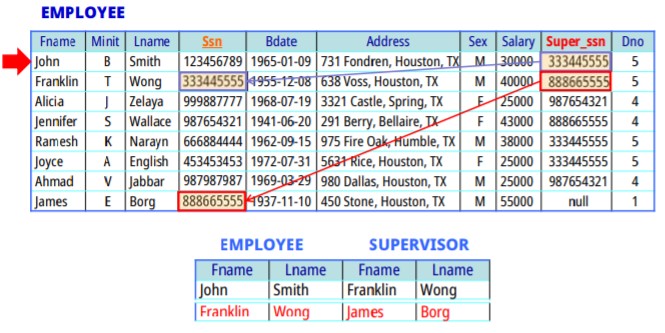 EMPLOYEE
Fname Minit Lname Ssn Bdate Address Sex Salary Super_ssn Dno
John B Smith 123456789 1965-01-09 731 Fondren, Houston, TX M 30000 333445555 5
Franklin T Wong 333445555 1955-12-08 638 Voss, Houston, TX M 40000 888665555 5
Alicia J Zelaya 999887777 1968-07-19 3321 Castle, Spring, TX F 25000 987654321 4
Jennifer S Wallace 987654321 1941-06-20 291 Berry, Bellaire, TX F 43000 888665555 4
Ramesh K Narayn 666884444 1962-09-15 975 Fire Oak, Humble, TX M 38000 333445555 5
Joyce A English 453453453 1972-07-31 5631 Rice, Houston, TX F 25000 333445555 5
Ahmad V Jabbar 987987987 1969-03-29 980 Dallas, Houston, TX M 25000 987654321 4
James E Borg 888665555 1937-11-10 450 Stone, Houston, TX M 55000 null 1
EMPLOYEE SUPERVISOR
Fname Lname Fname Lname
John Smith Franklin Wong
Franklin Wong James Borg